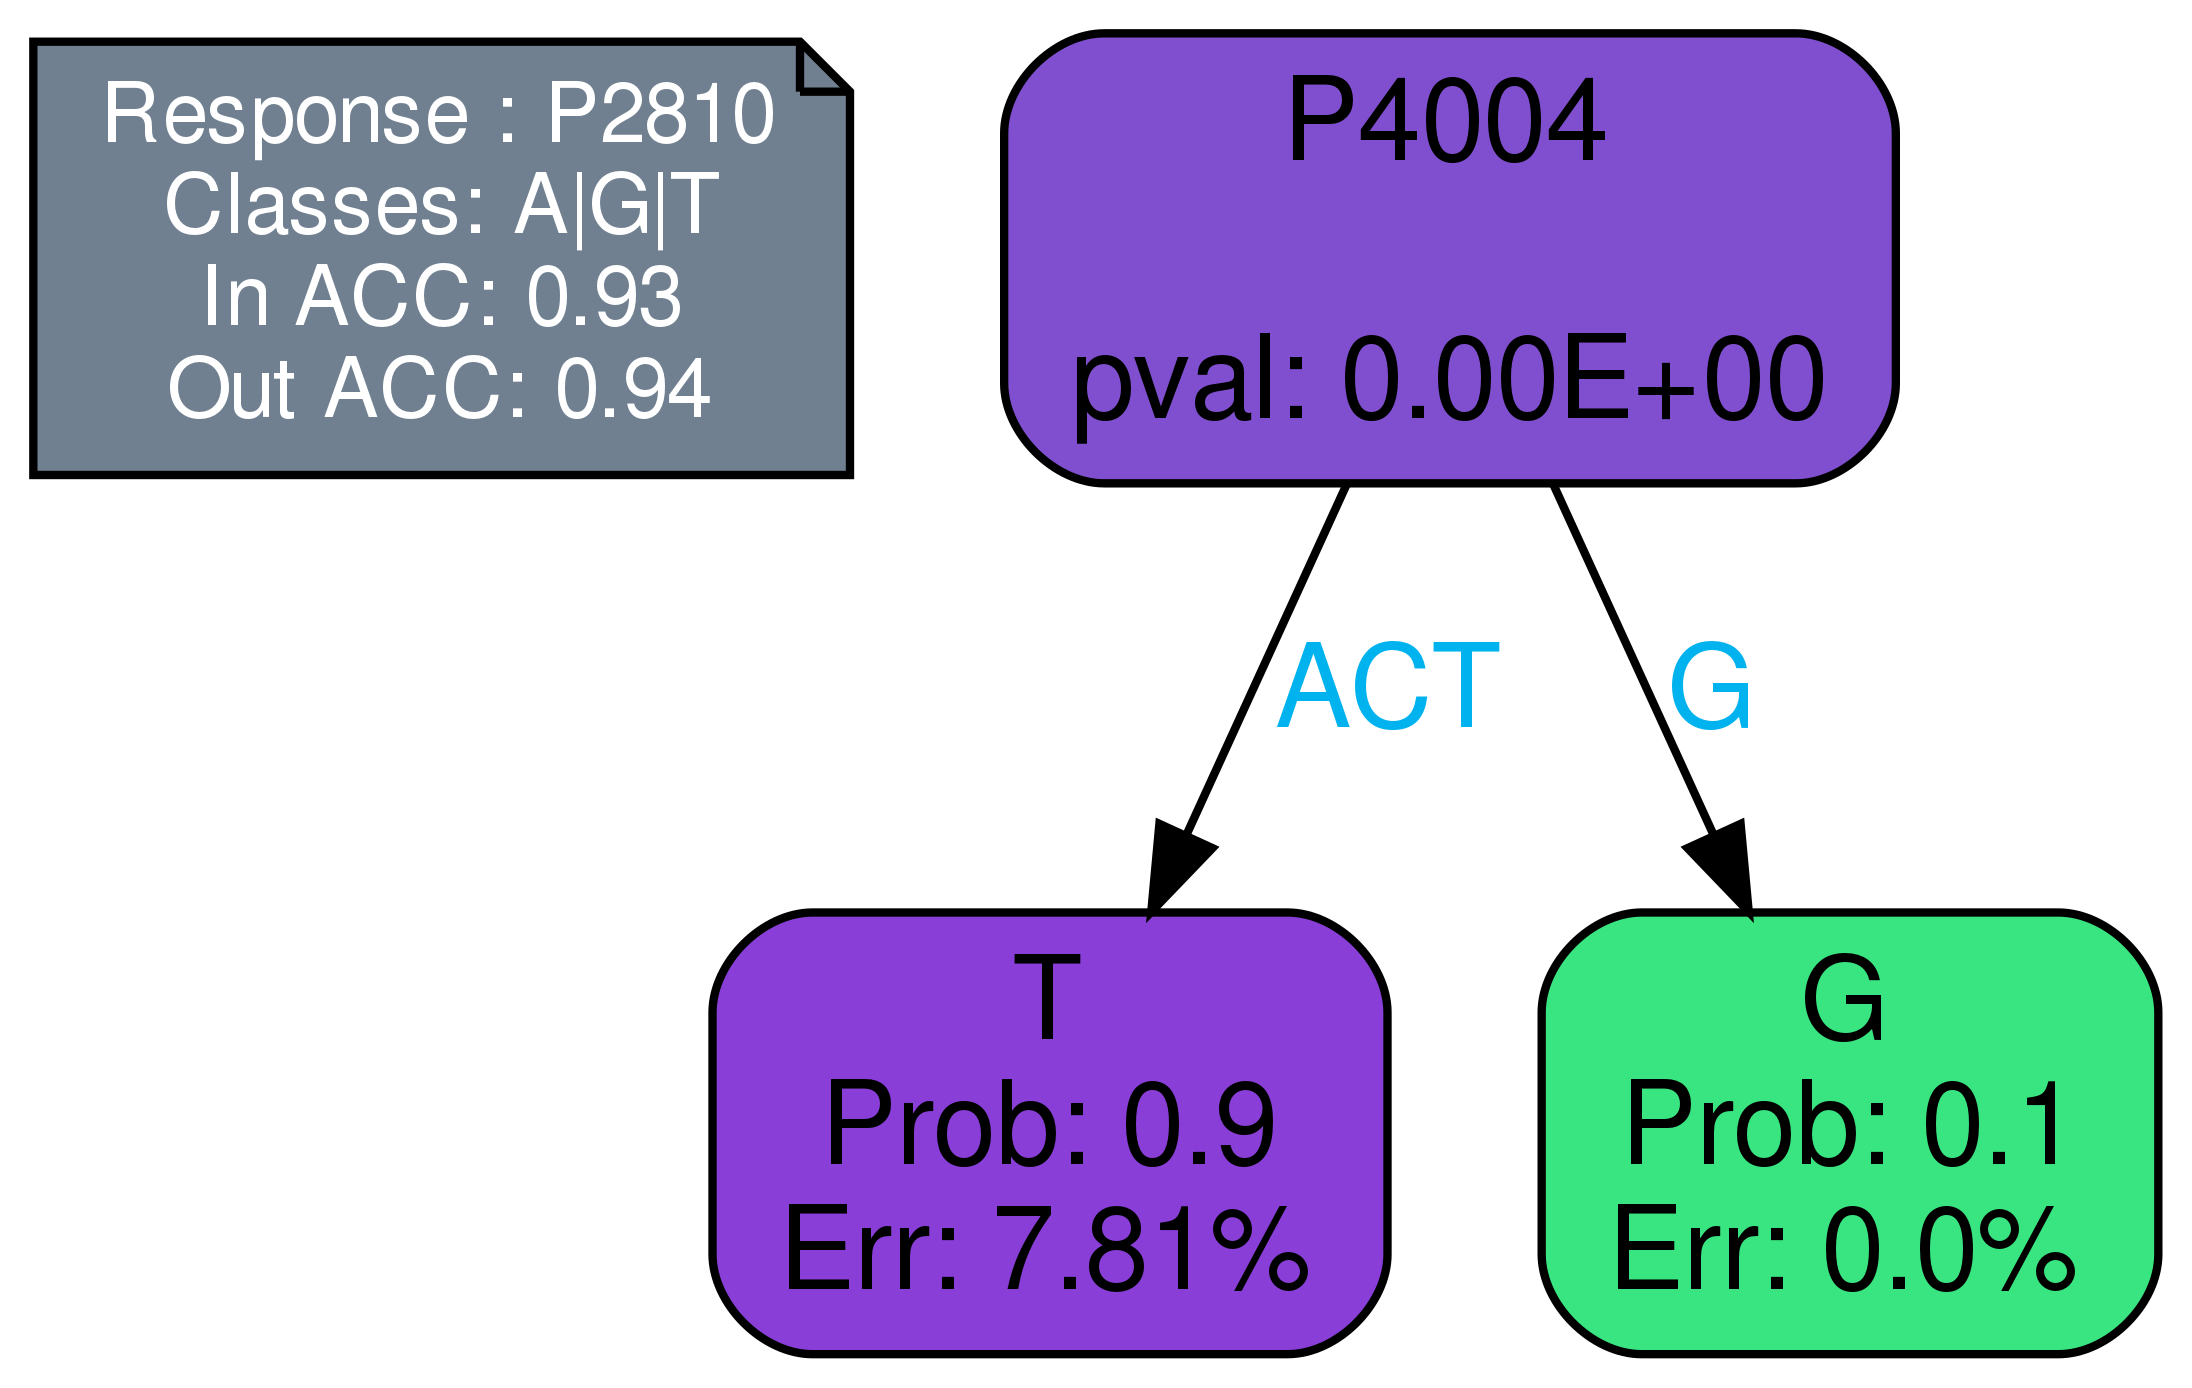 Response : P2810
Classes: A|G|T
In ACC: 0.93
Out ACC: 0.94
P4004
pval: 0.00E+00
ACT
G
T
Prob: 0.9
Err: 7.81%
G
Prob: 0.1
Err: 0.0%